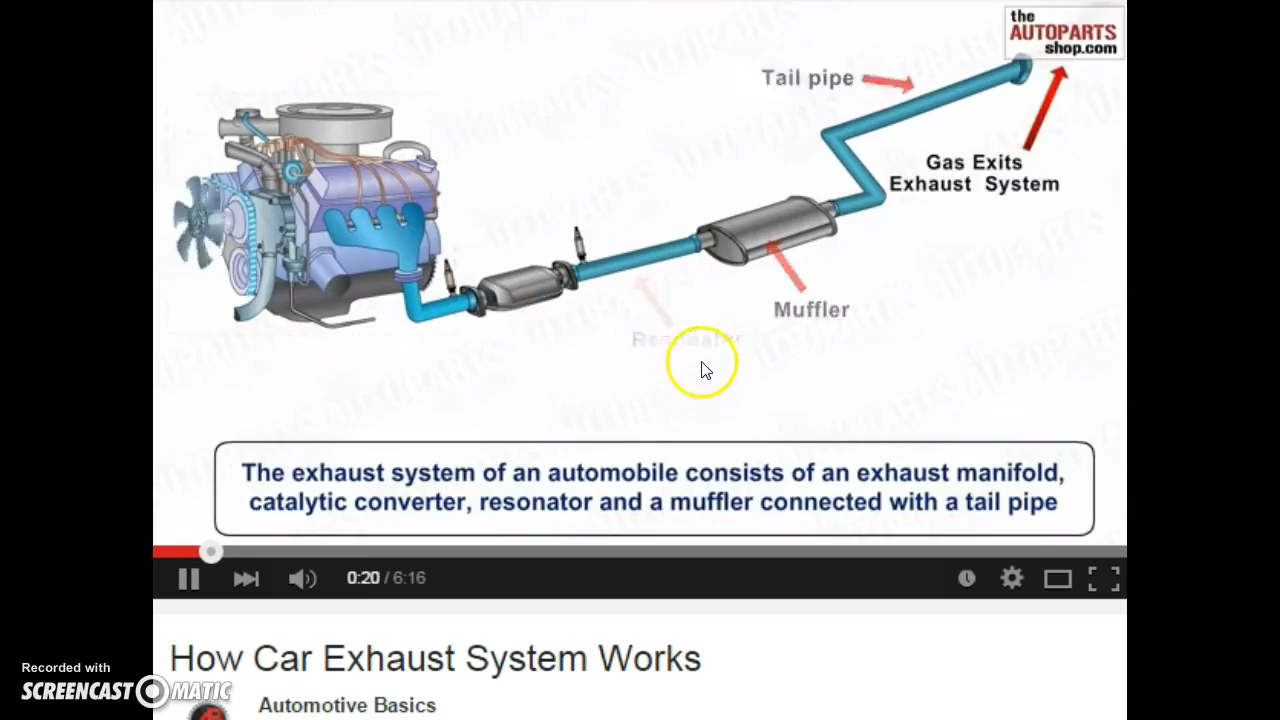 the
AUTOPARTS
shop.com
Tail pipe
Gas Exits
Exhaust System
Muffler
Resonator
The exhaust system of an automobile consists of an exhaust manifold,
catalytic converter, resonator and a muffler connected with a tail pipe
0:20 / 6:16
How Car Exhaust System Works
Recorded with
SCREENCAST MATIC
Automotive Basics